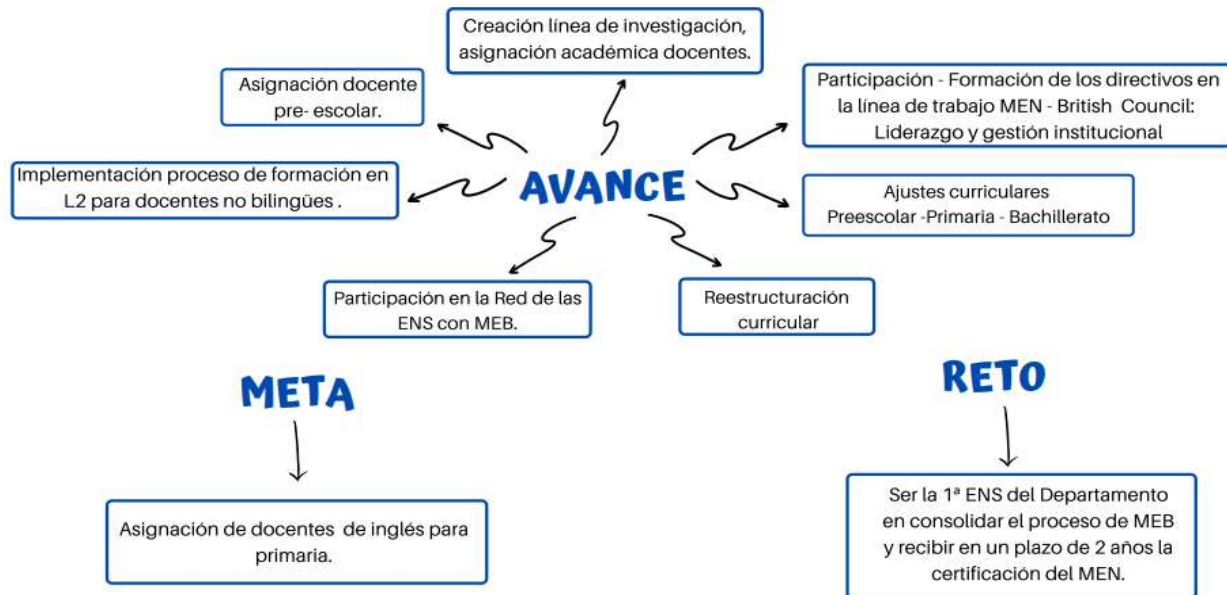 Creación línea de investigación,
asignación académica docentes.
Asignación docente
pre- escolar.
Participación - Formación de los directivos en
la línea de trabajo MEN - British Council:
Liderazgo y gestión institucional
Implementación proceso de formación en
L2 para docentes no bilingües .
AVANCE
Ajustes curriculares
Preescolar -Primaria - Bachillerato
Participación en la Red de las
ENS con MEB.
Reestructuración
curricular
META
RETO
Asignación de docentes de inglés para
primaria.
Ser la 1ª ENS del Departamento
en consolidar el proceso de MEB
y recibir en un plazo de 2 años la
certificación del MEN.